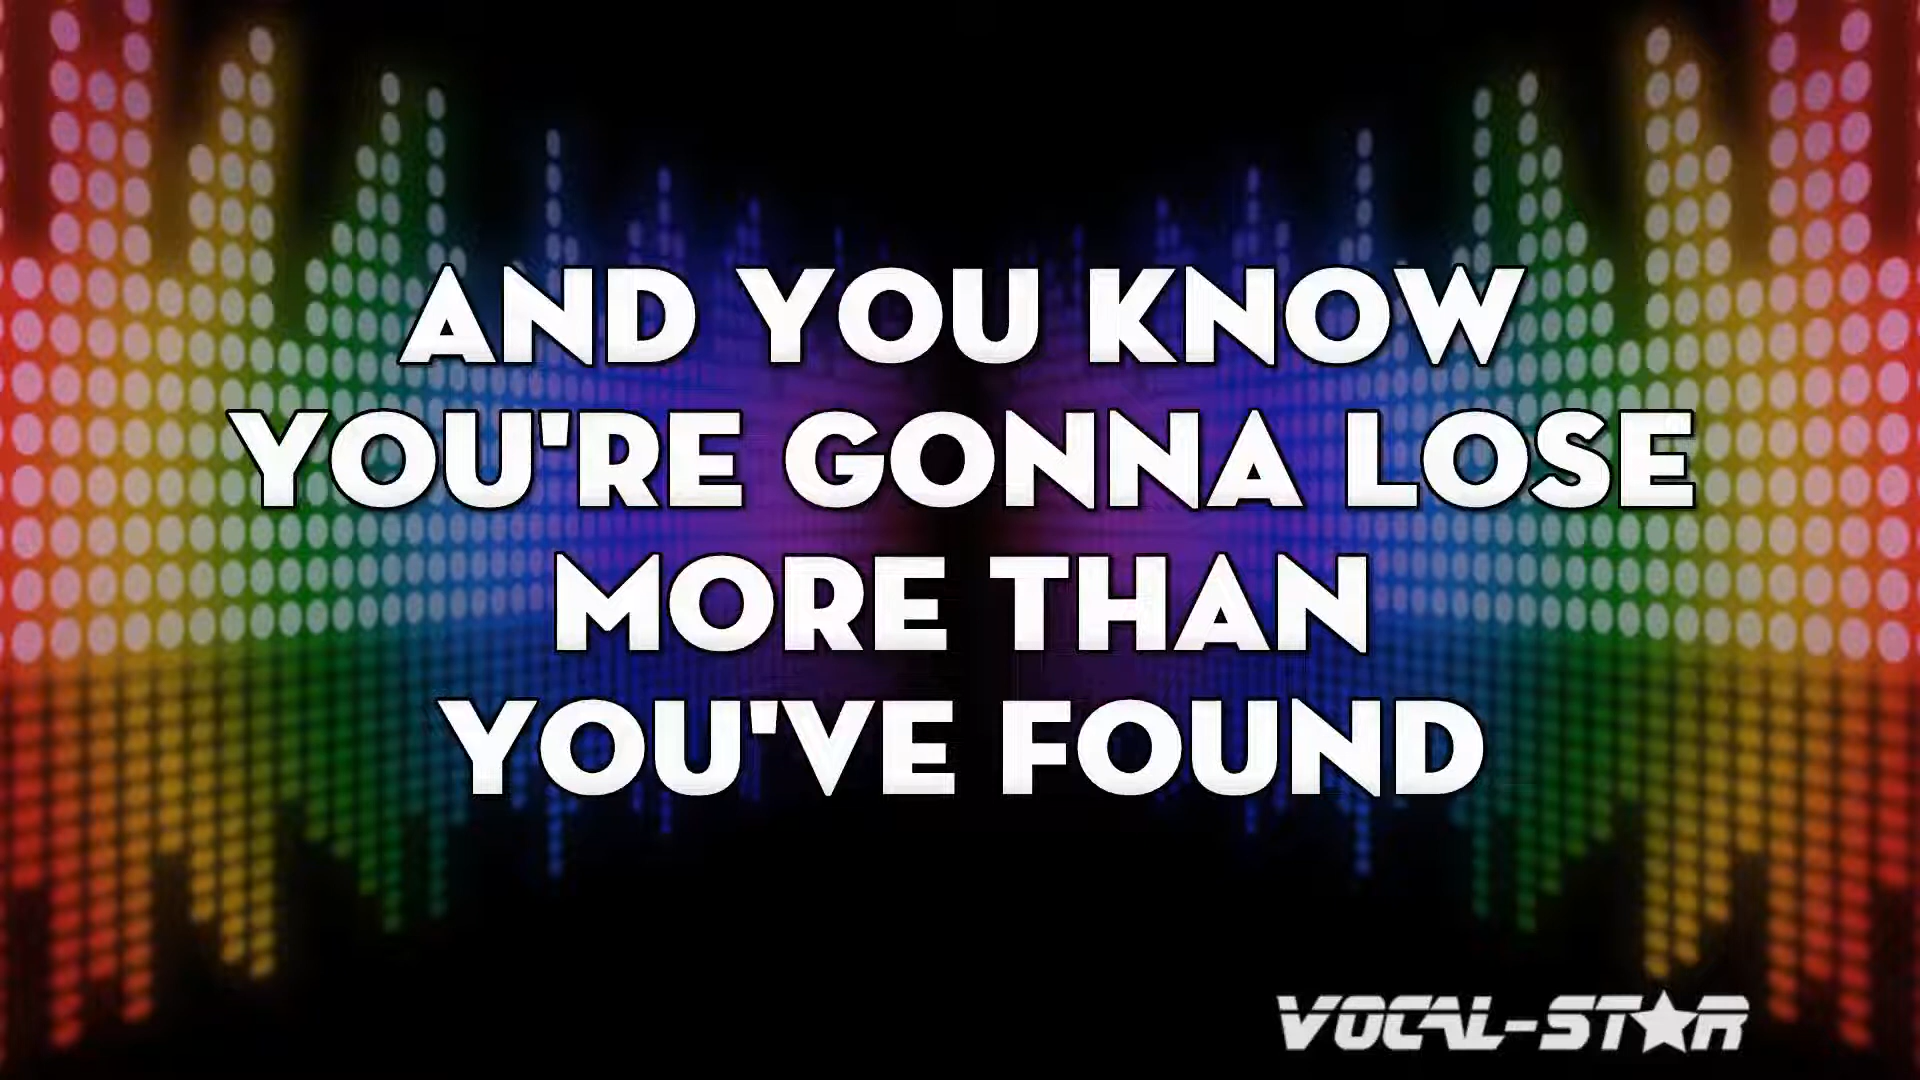 AND YOU KNOW
YOU'RE GONNA LOSE
MORE THAN
YOU'VE FOUND
VOCAL-STAR